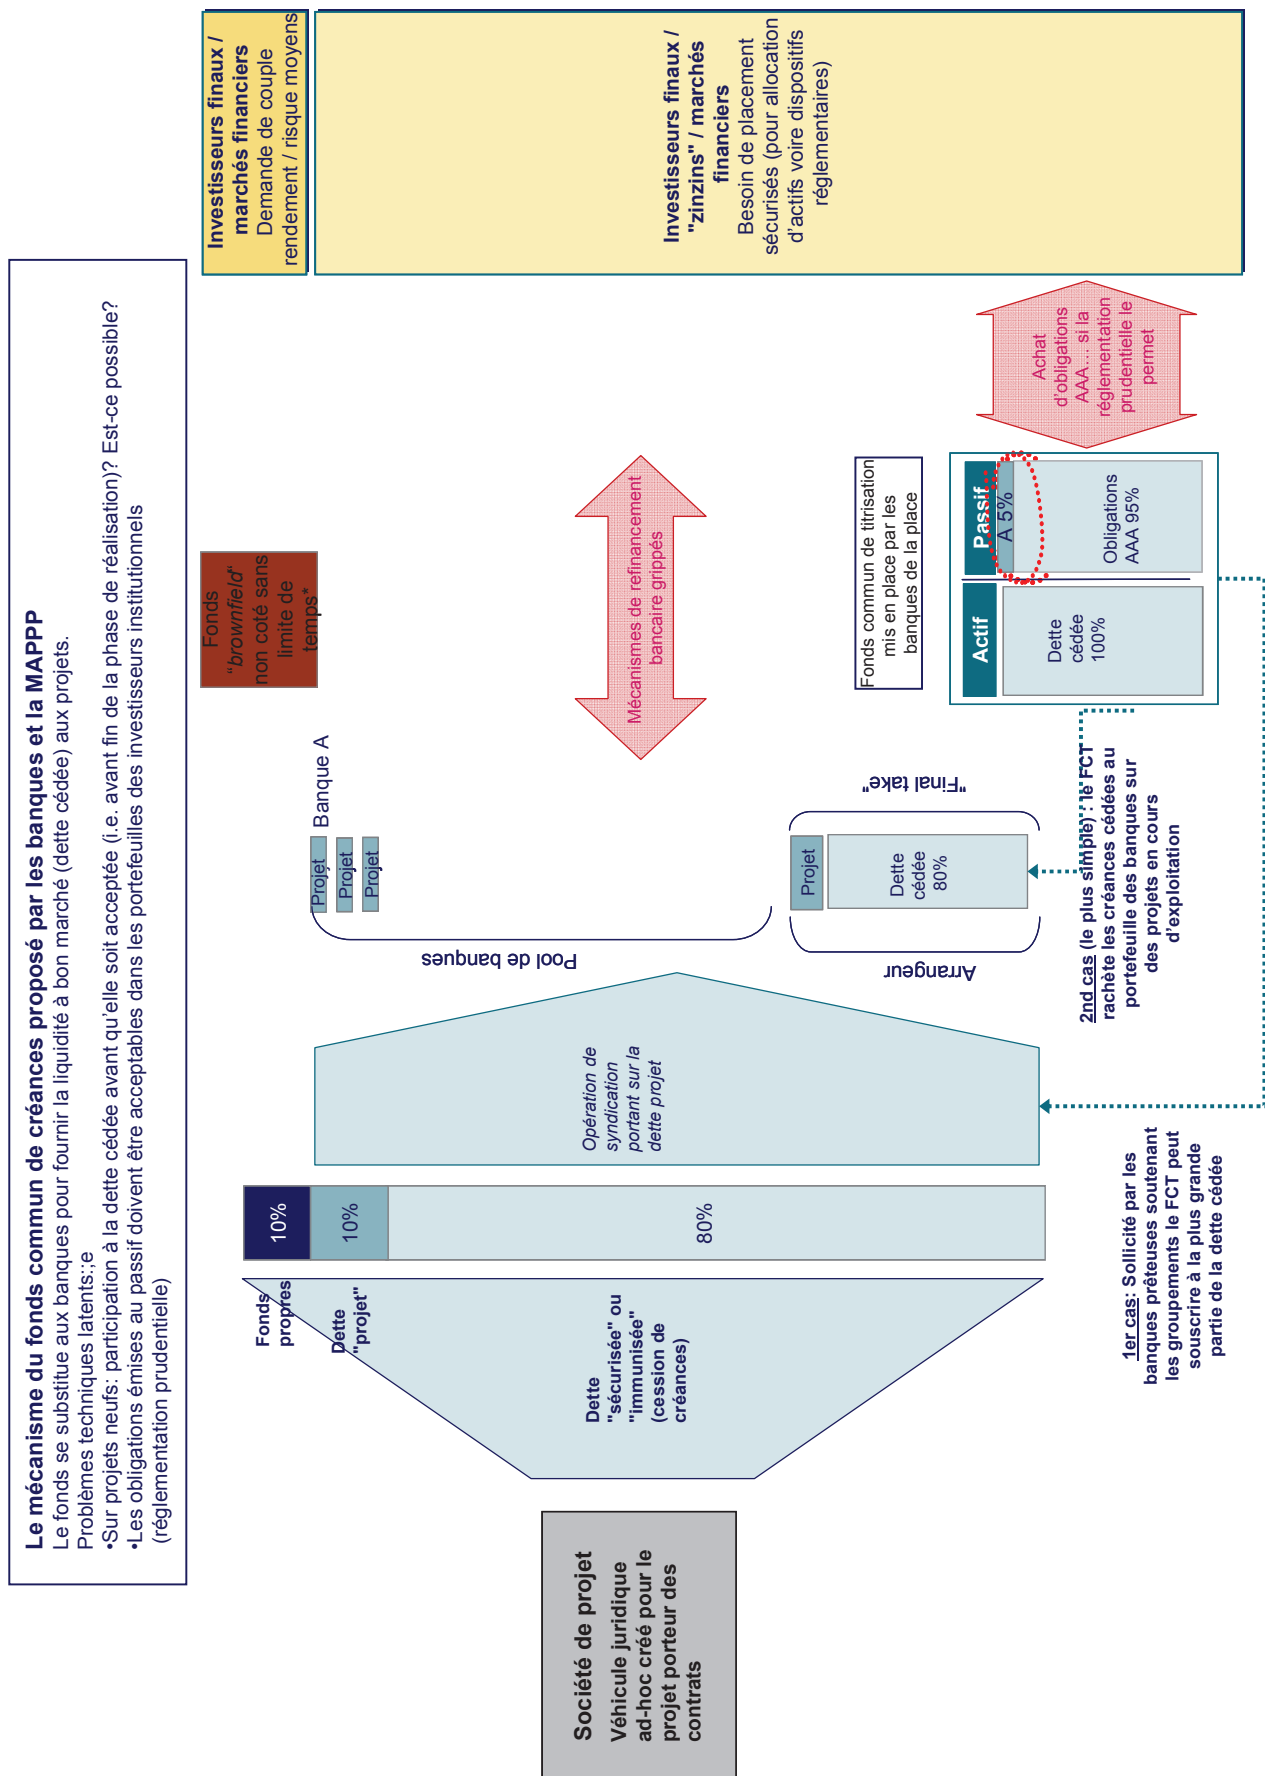 Le mécanisme du fonds commun de créances proposé par les banques et la MAPPP
Le fonds se substitue aux banques pour fournir la liquidité à bon marché (dette cédée) aux projets.
Problèmes techniques latents:;e
•Sur projets neufs: participation à la dette cédée avant qu'elle soit acceptée (i.e. avant fin de la phase de réalisation)? Est-ce possible?
•Les obligations émises au passif doivent être acceptables dans les portefeuilles des investisseurs institutionnels
(réglementation prudentielle)
Société de projet
Véhicule juridique
ad-hoc créé pour le
projet porteur des
contrats
Fonds
propres
Dette
"projet"
Dette
"sécurisée" ou
"immunisée"
(cession de
créances)
10%
10%
80%
Opération de
syndication
portant sur la
dette projet
Pool de banques
Arrangeur
Projet
Projet
Projet
Banque A
Projet
Dette
cédée
80%
"Final take"
Fonds
"brownfield"
non coté sans
limite de
temps*
Mécanismes de refinancement
bancaire grippés
Fonds commun de titrisation
mis en place par les
banques de la place
Actif
Passif
Dette
cédée
100%
A 5%
Obligations
AAA 95%
Achat
d'obligations
AAA… si la
réglementation
prudentielle le
permet
Investisseurs finaux /
marchés financiers
Demande de couple
rendement / risque moyens
Investisseurs finaux /
"zinzins" / marchés
financiers
Besoin de placement
sécurisés (pour allocation
d'actifs voire dispositifs
réglementaires)
1er cas: Sollicité par les
banques prêteuses soutenant
les groupements le FCT peut
souscrire à la plus grande
partie de la dette cédée
2nd cas (le plus simple) : le FCT
rachète les créances cédées au
portefeuille des banques sur
des projets en cours
d'exploitation